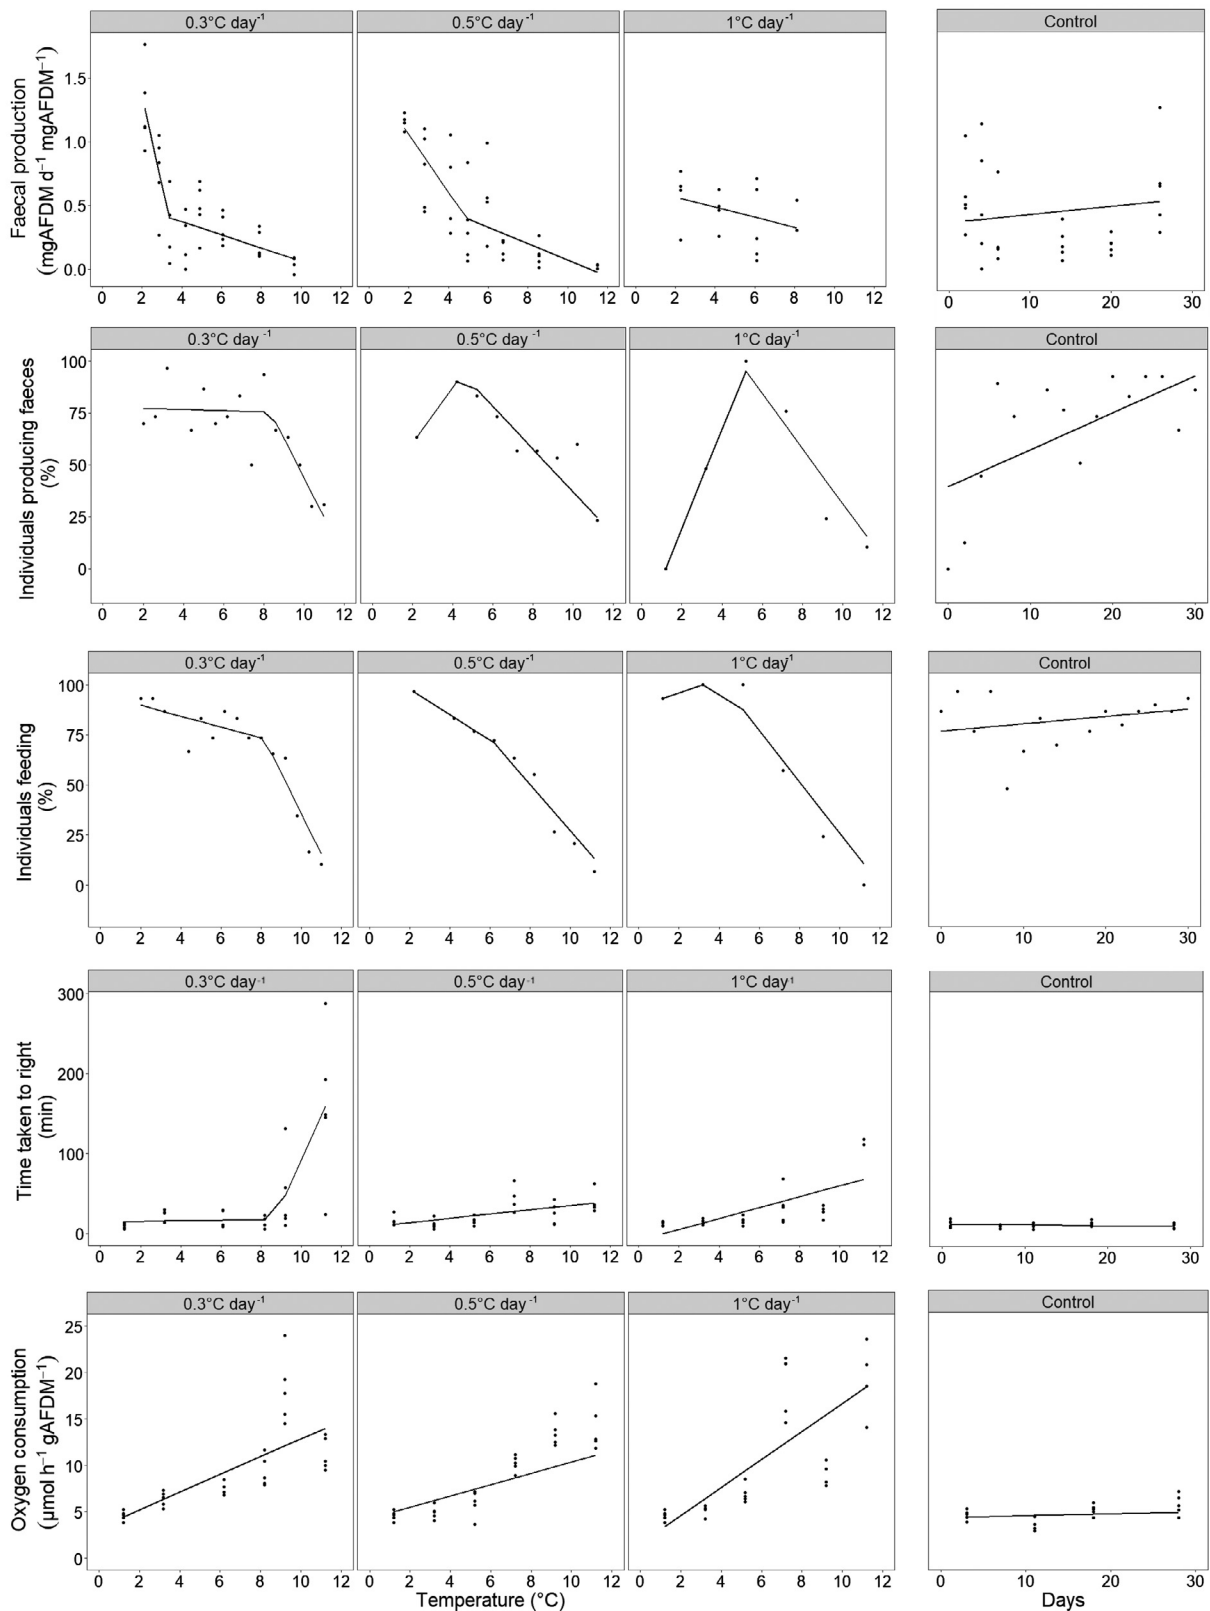 0.3°C day⁻¹ 0.5°C day⁻¹ 1°C day⁻¹ Control
Faecal production
(mgAFDM d⁻¹ mgAFDM⁻¹)
1.5
1.0
0.5
0.0
0 2 4 6 8 10 12 0 2 4 6 8 10 12 0 2 4 6 8 10 12 0 10 20 30
0.3°C day⁻¹ 0.5°C day⁻¹ 1°C day⁻¹ Control
Individuals producing faeces
(%)
100
75
50
25
0
0 2 4 6 8 10 12 0 2 4 6 8 10 12 0 2 4 6 8 10 12 0 10 20 30
0.3°C day⁻¹ 0.5°C day⁻¹ 1°C day¹ Control
Individuals feeding
(%)
100
75
50
25
0
0 2 4 6 8 10 12 0 2 4 6 8 10 12 0 2 4 6 8 10 12 0 10 20 30
0.3°C day⁻¹ 0.5°C day⁻¹ 1°C day¹ Control
Time taken to right
(min)
300
200
100
0
0 2 4 6 8 10 12 0 2 4 6 8 10 12 0 2 4 6 8 10 12 0 10 20 30
0.3°C day⁻¹ 0.5°C day⁻¹ 1°C day⁻¹ Control
Oxygen consumption
(µmol h⁻¹ gAFDM⁻¹)
25
20
15
10
5
0
0 2 4 6 8 10 12 0 2 4 6 8 10 12 0 2 4 6 8 10 12 0 10 20 30
Temperature (°C) Days